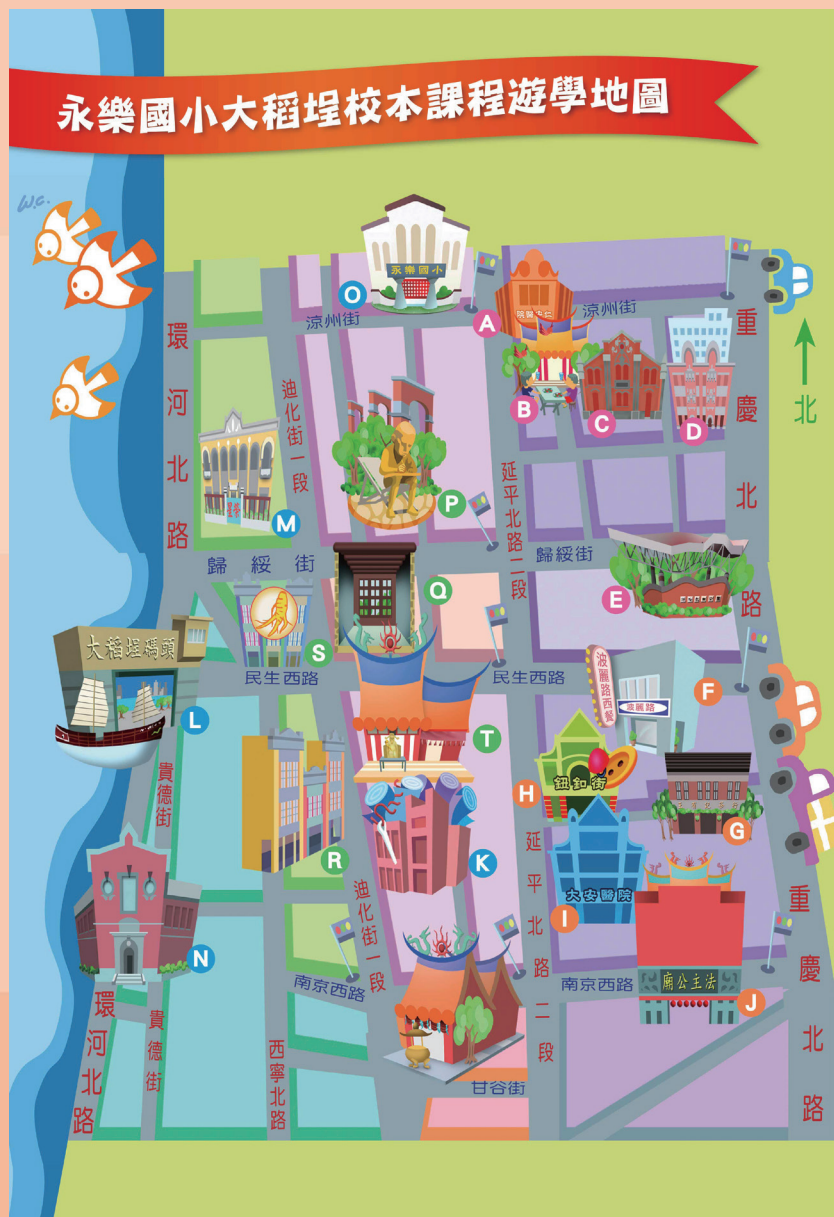 永樂國小大稻埕校本課程遊學地圖
W.C.
永樂國小
O
涼州街
A
涼州街
重慶北路
北
環河北路
迪化街一段
B
C
D
M
P
延平北路二段
歸綏街
歸綏街
Q
E
S
大稻埕碼頭
民生西路
民生西路
波麗路西餐
波麗路
F
L
T
貴德街
鈕釦街
H
G
R
K
大安醫院
I
迪化街一段
延平北路二段
重慶北路
N
南京西路
南京西路
法主公廟
J
環河北路
貴德街
西寧北路
甘谷街